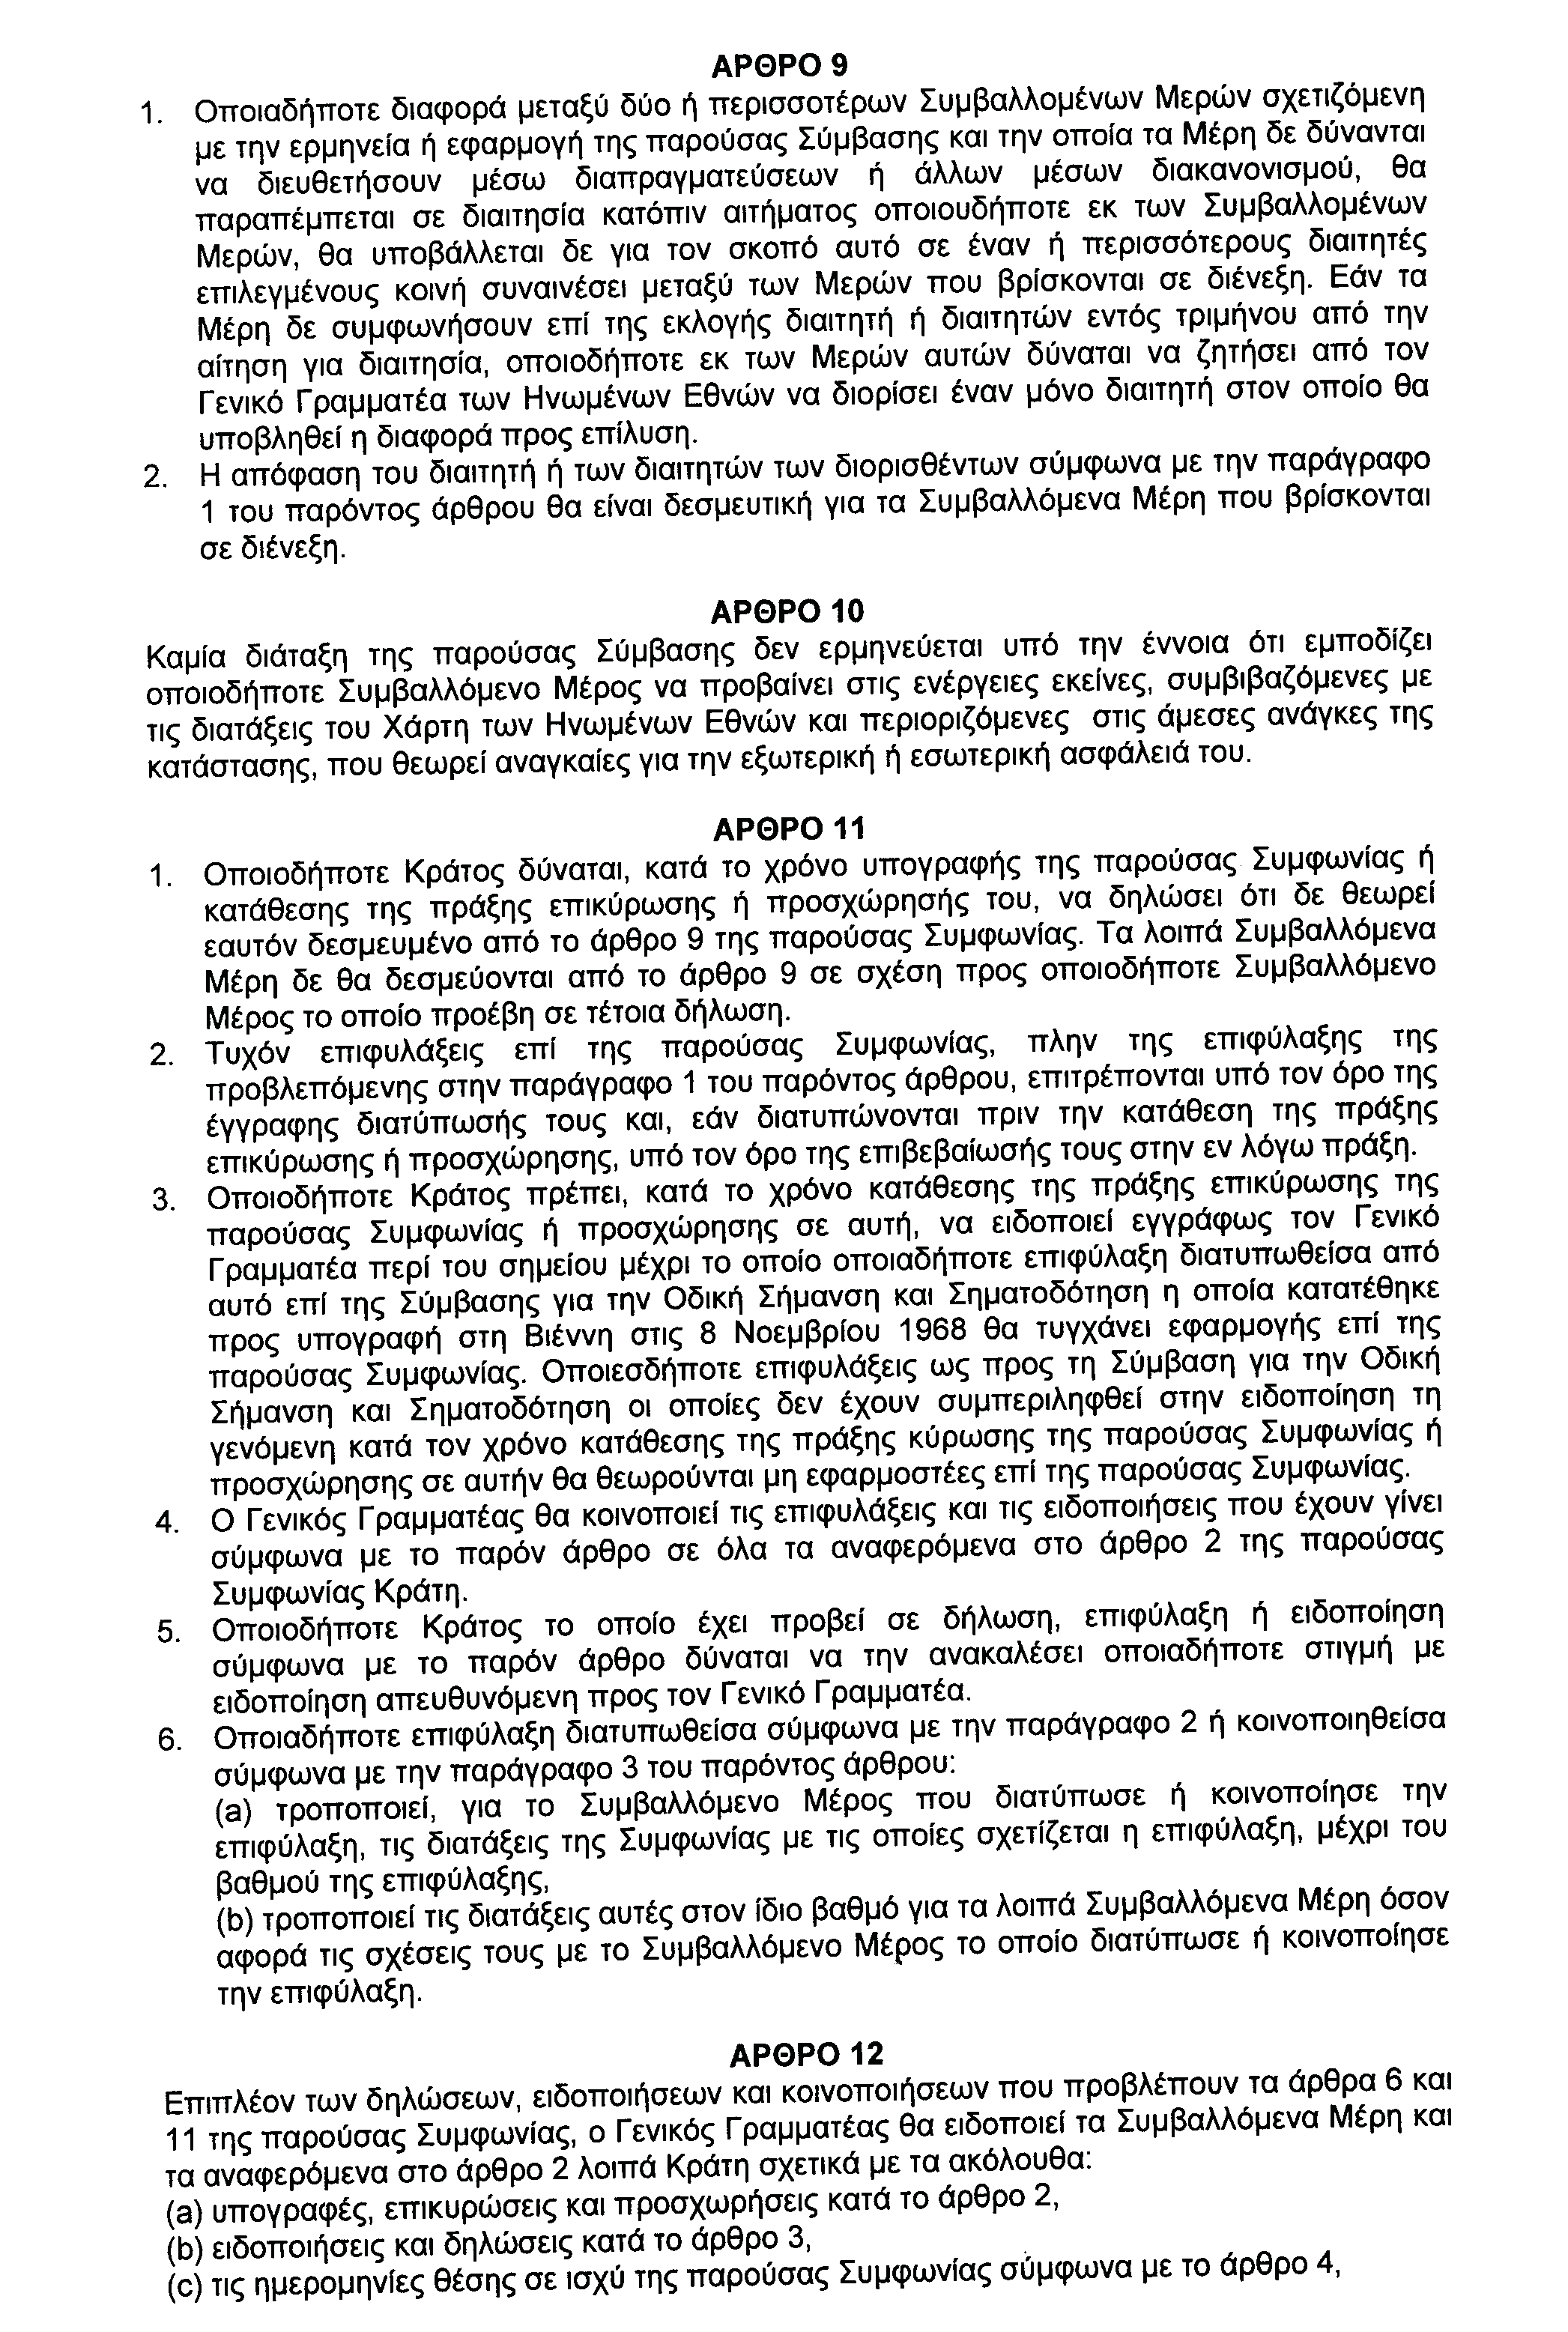 ΑΡΘΡΟ 9
1. Οποιαδήποτε διαφορά μεταξύ δύο ή περισσοτέρων Συμβαλλομένων Μερών σχετιζόμενη
με την ερμηνεία ή εφαρμογή της παρούσας Σύμβασης και την οποία τα Μέρη δε δύνανται
να διευθετήσουν μέσω διαπραγματεύσεων ή άλλων μέσων διακανονισμού, θα
παραπέμπεται σε διαιτησία κατόπιν αιτήματος οποιουδήποτε εκ των Συμβαλλομένων
Μερών, θα υποβάλλεται δε για τον σκοπό αυτό σε έναν ή περισσότερους διαιτητές
επιλεγμένους κοινή συναινέσει μεταξύ των Μερών που βρίσκονται σε διένεξη. Εάν τα
Μέρη δε συμφωνήσουν επί της εκλογής διαιτητή ή διαιτητών εντός τριμήνου από την
αίτηση για διαιτησία, οποιοδήποτε εκ των Μερών αυτών δύναται να ζητήσει από τον
Γενικό Γραμματέα των Ηνωμένων Εθνών να διορίσει έναν μόνο διαιτητή στον οποίο θα
υποβληθεί η διαφορά προς επίλυση.
2. Η απόφαση του διαιτητή ή των διαιτητών των διορισθέντων σύμφωνα με την παράγραφο
1 του παρόντος άρθρου θα είναι δεσμευτική για τα Συμβαλλόμενα Μέρη που βρίσκονται
σε διένεξη.
ΑΡΘΡΟ 10
Καμία διάταξη της παρούσας Σύμβασης δεν ερμηνεύεται υπό την έννοια ότι εμποδίζει
οποιοδήποτε Συμβαλλόμενο Μέρος να προβαίνει στις ενέργειες εκείνες, συμβιβαζόμενες με
τις διατάξεις του Χάρτη των Ηνωμένων Εθνών και περιοριζόμενες στις άμεσες ανάγκες της
κατάστασης, που θεωρεί αναγκαίες για την εξωτερική ή εσωτερική ασφάλειά του.
ΑΡΘΡΟ 11
1. Οποιοδήποτε Κράτος δύναται, κατά το χρόνο υπογραφής της παρούσας Συμφωνίας ή
κατάθεσης της πράξης επικύρωσης ή προσχώρησής του, να δηλώσει ότι δε θεωρεί
εαυτόν δεσμευμένο από το άρθρο 9 της παρούσας Συμφωνίας. Τα λοιπά Συμβαλλόμενα
Μέρη δε θα δεσμεύονται από το άρθρο 9 σε σχέση προς οποιοδήποτε Συμβαλλόμενο
Μέρος το οποίο προέβη σε τέτοια δήλωση.
2. Τυχόν επιφυλάξεις επί της παρούσας Συμφωνίας, πλην της επιφύλαξης της
προβλεπόμενης στην παράγραφο 1 του παρόντος άρθρου, επιτρέπονται υπό τον όρο της
έγγραφης διατύπωσής τους και, εάν διατυπώνονται πριν την κατάθεση της πράξης
επικύρωσης ή προσχώρησης, υπό τον όρο της επιβεβαίωσής τους στην εν λόγω πράξη.
3. Οποιοδήποτε Κράτος πρέπει, κατά το χρόνο κατάθεσης της πράξης επικύρωσης της
παρούσας Συμφωνίας ή προσχώρησης σε αυτή, να ειδοποιεί εγγράφως τον Γενικό
Γραμματέα περί του σημείου μέχρι το οποίο οποιαδήποτε επιφύλαξη διατυπωθείσα από
αυτό επί της Σύμβασης για την Οδική Σήμανση και Σηματοδότηση η οποία κατατέθηκε
προς υπογραφή στη Βιέννη στις 8 Νοεμβρίου 1968 θα τυγχάνει εφαρμογής επί της
παρούσας Συμφωνίας. Οποιεσδήποτε επιφυλάξεις ως προς τη Σύμβαση για την Οδική
Σήμανση και Σηματοδότηση οι οποίες δεν έχουν συμπεριληφθεί στην ειδοποίηση τη
γενόμενη κατά τον χρόνο κατάθεσης της πράξης κύρωσης της παρούσας Συμφωνίας ή
προσχώρησης σε αυτήν θα θεωρούνται μη εφαρμοστέες επί της παρούσας Συμφωνίας.
4. Ο Γενικός Γραμματέας θα κοινοποιεί τις επιφυλάξεις και τις ειδοποιήσεις που έχουν γίνει
σύμφωνα με το παρόν άρθρο σε όλα τα αναφερόμενα στο άρθρο 2 της παρούσας
Συμφωνίας Κράτη.
5. Οποιοδήποτε Κράτος το οποίο έχει προβεί σε δήλωση, επιφύλαξη ή ειδοποίηση
σύμφωνα με το παρόν άρθρο δύναται να την ανακαλέσει οποιαδήποτε στιγμή με
ειδοποίηση απευθυνόμενη προς τον Γενικό Γραμματέα.
6. Οποιαδήποτε επιφύλαξη διατυπωθείσα σύμφωνα με την παράγραφο 2 ή κοινοποιηθείσα
σύμφωνα με την παράγραφο 3 του παρόντος άρθρου:
(a) τροποποιεί, για το Συμβαλλόμενο Μέρος που διατύπωσε ή κοινοποίησε την
επιφύλαξη, τις διατάξεις της Συμφωνίας με τις οποίες σχετίζεται η επιφύλαξη, μέχρι του
βαθμού της επιφύλαξης,
(b) τροποποιεί τις διατάξεις αυτές στον ίδιο βαθμό για τα λοιπά Συμβαλλόμενα Μέρη όσον
αφορά τις σχέσεις τους με το Συμβαλλόμενο Μέρος το οποίο διατύπωσε ή κοινοποίησε
την επιφύλαξη.
ΑΡΘΡΟ 12
Επιπλέον των δηλώσεων, ειδοποιήσεων και κοινοποιήσεων που προβλέπουν τα άρθρα 6 και
11 της παρούσας Συμφωνίας, ο Γενικός Γραμματέας θα ειδοποιεί τα Συμβαλλόμενα Μέρη και
τα αναφερόμενα στο άρθρο 2 λοιπά Κράτη σχετικά με τα ακόλουθα:
(a) υπογραφές, επικυρώσεις και προσχωρήσεις κατά το άρθρο 2,
(b) ειδοποιήσεις και δηλώσεις κατά το άρθρο 3,
(c) τις ημερομηνίες θέσης σε ισχύ της παρούσας Συμφωνίας σύμφωνα με το άρθρο 4,